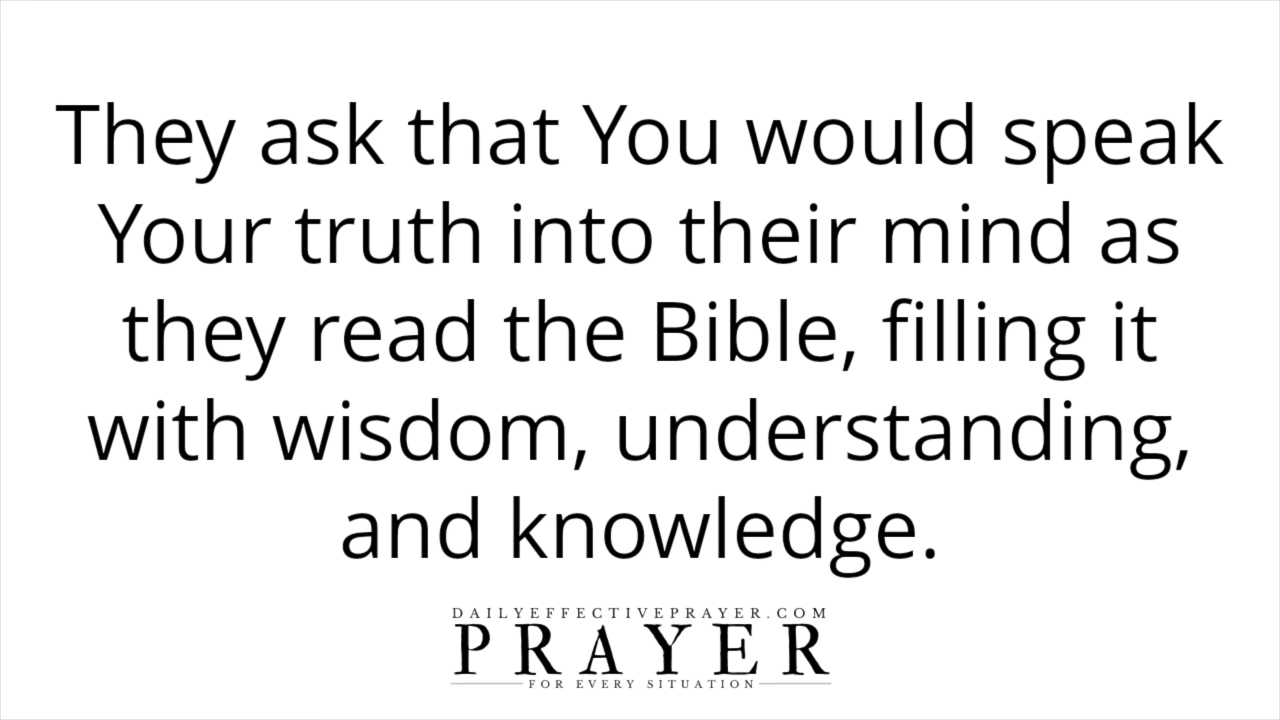 They ask that You would speak
Your truth into their mind as
they read the Bible, filling it
with wisdom, understanding,
and knowledge.
DAILYEFFECTIVEPRAYER.COM
PRAYER
FOR EVERY SITUATION